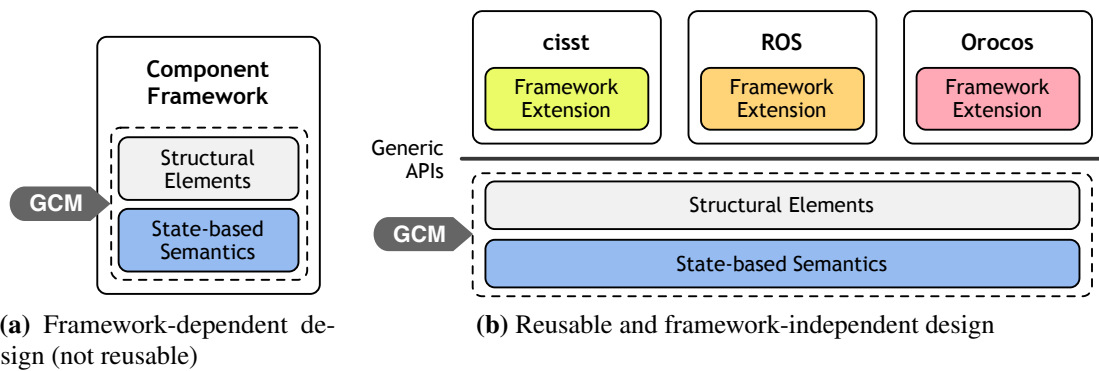 Component
Framework
Structural
Elements
GCM
State-based
Semantics
(a) Framework-dependent de-
sign (not reusable)
cisst
Framework
Extension
ROS
Framework
Extension
Orocos
Framework
Extension
Generic
APIs
Structural Elements
GCM
State-based Semantics
(b) Reusable and framework-independent design